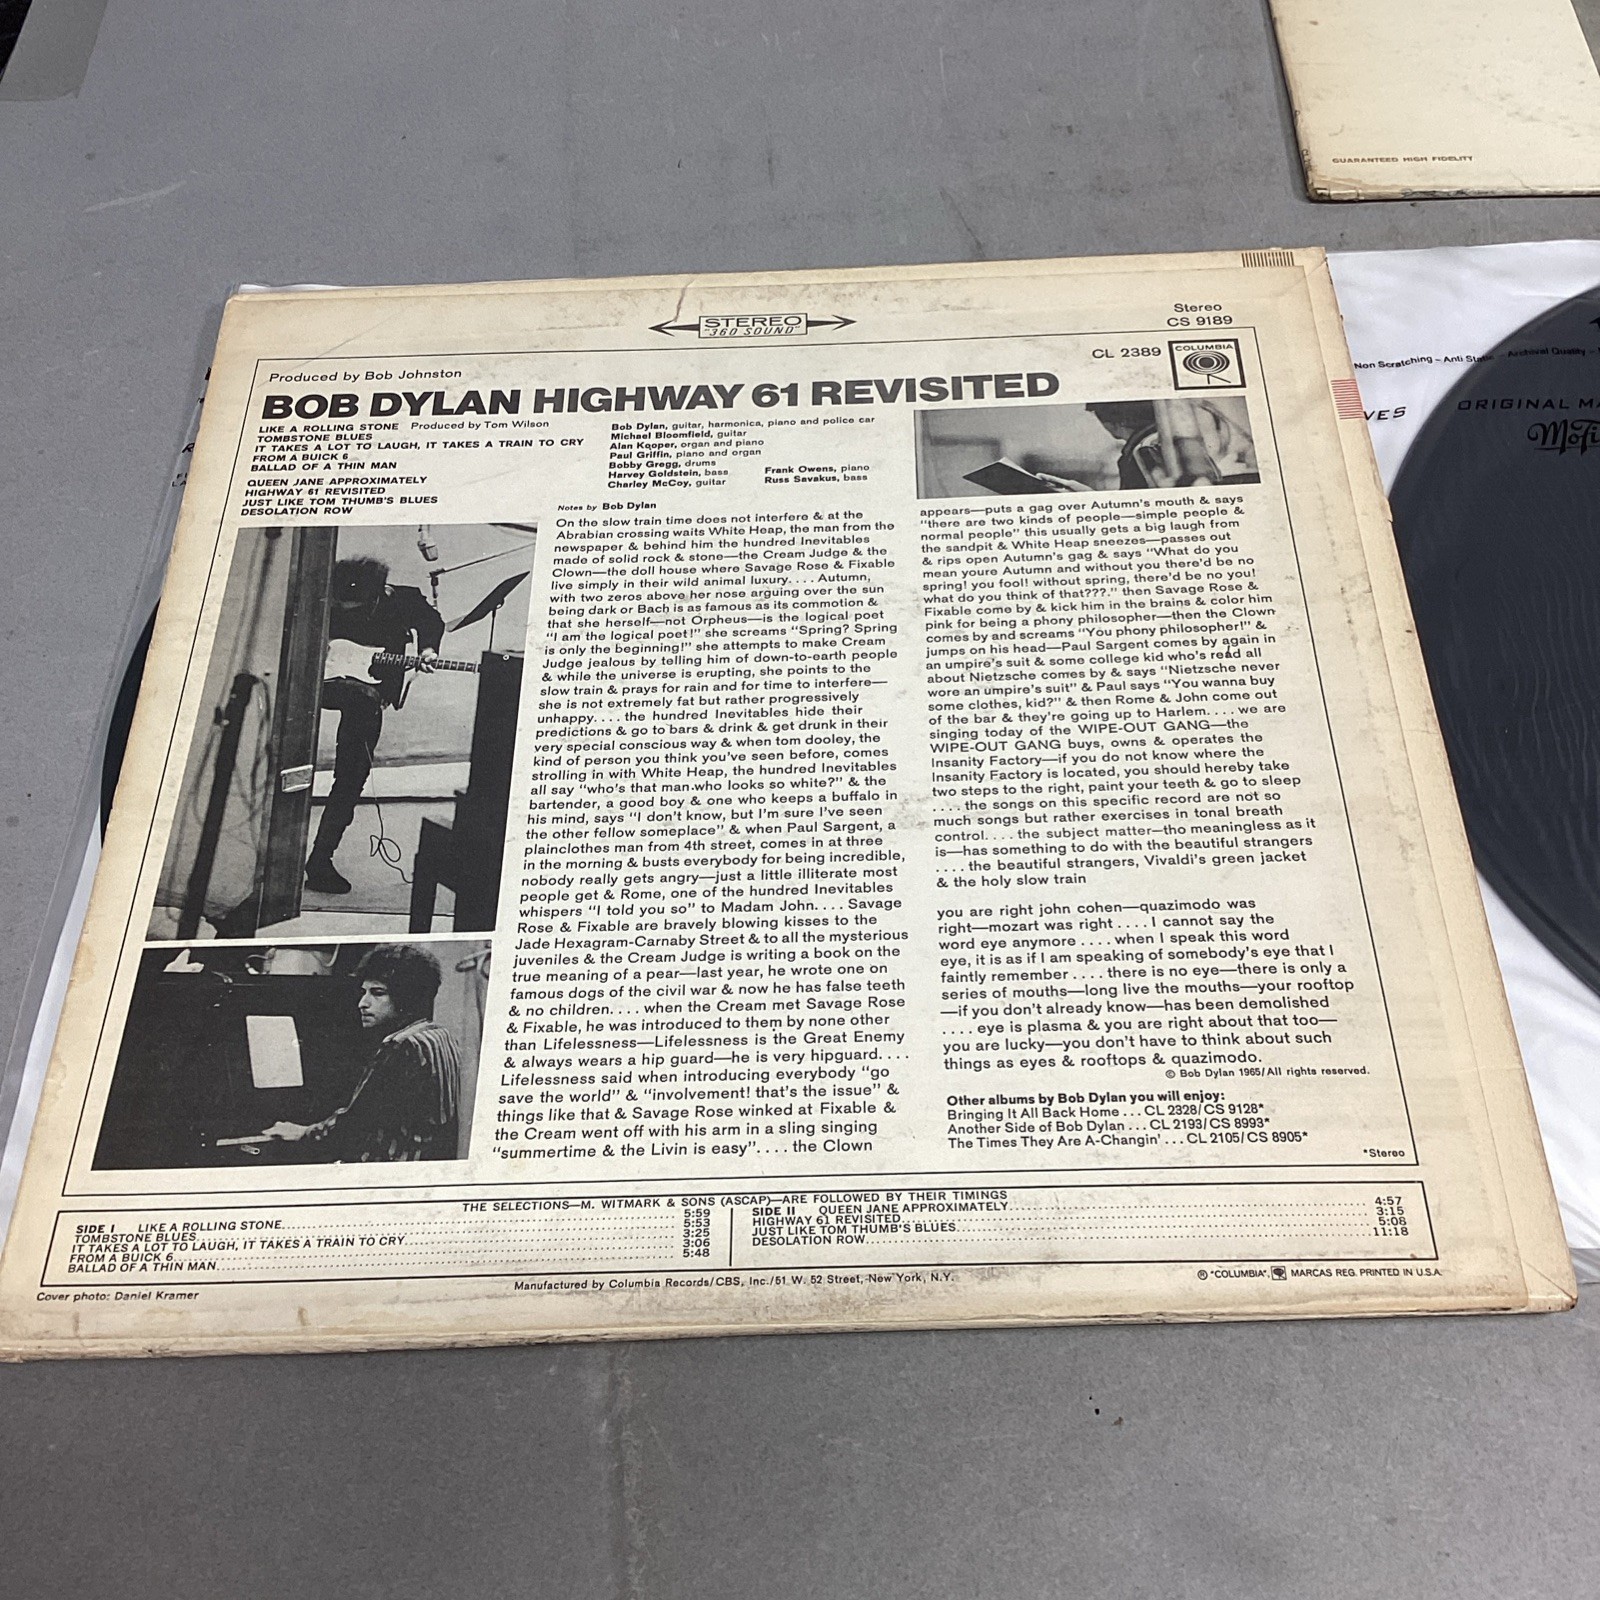 GUARANTEED HIGH FIDELITY
STEREO
"360 SOUND"
Stereo
CS 9189
CL 2389
COLUMBIA
Produced by Bob Johnston
BOB DYLAN HIGHWAY 61 REVISITED
LIKE A ROLLING STONE Produced by Tom Wilson
TOMBSTONE BLUES
IT TAKES A LOT TO LAUGH, IT TAKES A TRAIN TO CRY
FROM A BUICK 6
BALLAD OF A THIN MAN
QUEEN JANE APPROXIMATELY
HIGHWAY 61 REVISITED
JUST LIKE TOM THUMB'S BLUES
DESOLATION ROW
Bob Dylan, guitar, harmonica, piano and police car
Michael Bloomfield, guitar
Alan Kooper, organ and piano
Paul Griffin, piano and organ
Bobby Gregg, drums
Harvey Goldstein, bass
Charley McCoy, guitar
Frank Owens, piano
Russ Savakus, bass
Notes by Bob Dylan
On the slow train time does not interfere & at the
Abrabian crossing waits White Heap, the man from the
newspaper & behind him the hundred Inevitables
made of solid rock & stone—the Cream Judge & the
Clown—the doll house where Savage Rose & Fixable
live simply in their wild animal luxury.... Autumn,
with two zeros above her nose arguing over the sun
being dark or Bach is as famous as its commotion &
that she herself—not Orpheus—is the logical poet
"I am the logical poet!" she screams "Spring? Spring
is only the beginning!" she attempts to make Cream
Judge jealous by telling him of down-to-earth people
& while the universe is erupting, she points to the
slow train & prays for rain and for time to interfere—
she is not extremely fat but rather progressively
unhappy.... the hundred Inevitables hide their
predictions & go to bars & drink & get drunk in their
very special conscious way & when tom dooley, the
kind of person you think you've seen before, comes
strolling in with White Heap, the hundred Inevitables
all say "who's that man who looks so white?" & the
bartender, a good boy & one who keeps a buffalo in
his mind, says "I don't know, but I'm sure I've seen
the other fellow someplace" & when Paul Sargent, a
plainclothes man from 4th street, comes in at three
in the morning & busts everybody for being incredible,
nobody really gets angry—just a little illiterate most
people get & Rome, one of the hundred Inevitables
whispers "I told you so" to Madam John.... Savage
Rose & Fixable are bravely blowing kisses to the
Jade Hexagram-Carnaby Street & to all the mysterious
juveniles & the Cream Judge is writing a book on the
true meaning of a pear—last year, he wrote one on
famous dogs of the civil war & now he has false teeth
& no children.... when the Cream met Savage Rose
& Fixable, he was introduced to them by none other
than Lifelessness—Lifelessness is the Great Enemy
& always wears a hip guard—he is very hipguard....
Lifelessness said when introducing everybody "go
save the world" & "involvement! that's the issue" &
things like that & Savage Rose winked at Fixable &
the Cream went off with his arm in a sling singing
"summertime & the Livin is easy".... the Clown
appears—puts a gag over Autumn's mouth & says
"there are two kinds of people—simple people &
normal people" this usually gets a big laugh from
the sandpit & White Heap sneezes—passes out
& rips open Autumn's gag & says "What do you
mean youre Autumn and without you there'd be no
spring! you fool! without spring, there'd be no you!
what do you think of that???." then Savage Rose &
Fixable come by & kick him in the brains & color him
pink for being a phony philosopher—then the Clown
comes by and screams "You phony philosopher!" &
jumps on his head—Paul Sargent comes by again in
an umpire's suit & some college kid who's read all
about Nietzsche comes by & says "Nietzsche never
wore an umpire's suit" & Paul says "You wanna buy
some clothes, kid?" & then Rome & John come out
of the bar & they're going up to Harlem.... we are
singing today of the WIPE-OUT GANG—the
WIPE-OUT GANG buys, owns & operates the
Insanity Factory—if you do not know where the
Insanity Factory is located, you should hereby take
two steps to the right, paint your teeth & go to sleep
.... the songs on this specific record are not so
much songs but rather exercises in tonal breath
control.... the subject matter—tho meaningless as it
is—has something to do with the beautiful strangers
.... the beautiful strangers, Vivaldi's green jacket
& the holy slow train
you are right john cohen—quazimodo was
right—mozart was right.... I cannot say the
word eye anymore .... when I speak this word
eye, it is as if I am speaking of somebody's eye that I
faintly remember .... there is no eye—there is only a
series of mouths—long live the mouths—your rooftop
—if you don't already know—has been demolished
.... eye is plasma & you are right about that too—
you are lucky—you don't have to think about such
things as eyes & rooftops & quazimodo.
© Bob Dylan 1965/All rights reserved.
Other albums by Bob Dylan you will enjoy:
Bringing It All Back Home ... CL 2328/CS 9128*
Another Side of Bob Dylan ... CL 2193/CS 8993*
The Times They Are A-Changin' ... CL 2105/CS 8905*
*Stereo
THE SELECTIONS—M. WITMARK & SONS (ASCAP)—ARE FOLLOWED BY THEIR TIMINGS
SIDE I LIKE A ROLLING STONE 5:59
TOMBSTONE BLUES 5:53
IT TAKES A LOT TO LAUGH, IT TAKES A TRAIN TO CRY 3:25
FROM A BUICK 6 3:06
BALLAD OF A THIN MAN 5:48
SIDE II QUEEN JANE APPROXIMATELY 4:57
HIGHWAY 61 REVISITED 3:15
JUST LIKE TOM THUMB'S BLUES 5:08
DESOLATION ROW 11:18
Manufactured by Columbia Records/CBS, Inc./51 W. 52 Street, New York, N.Y.
® "COLUMBIA", MARCAS REG. PRINTED IN U.S.A.
Cover photo: Daniel Kramer
Non Scratching – Anti Static – Archival Quality –
VES
ORIGINAL MA
MoFi